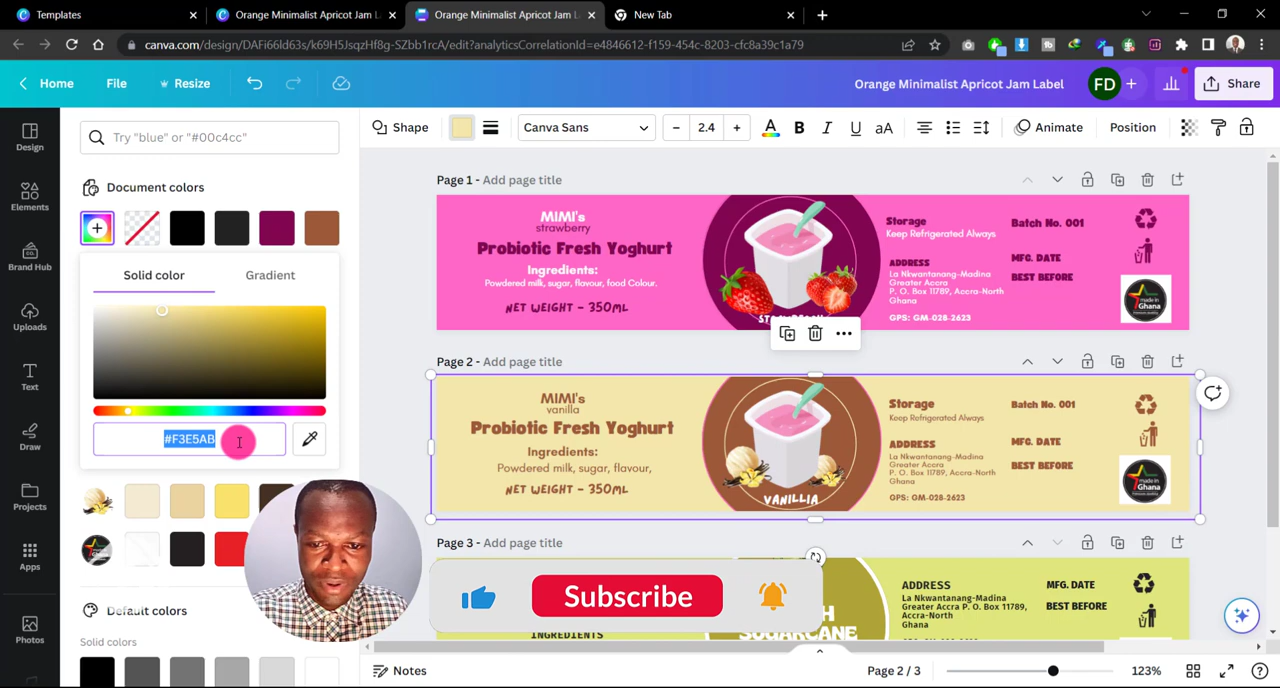 Templates
Orange Minimalist Apricot Jam Label
Orange Minimalist Apricot Jam Label
New Tab
canva.com/design/DAFi66ld63s/k69H5JsqzHf8g-SZbb1rcA/edit?analyticsCorrelationId=e4846612-f159-454c-8203-cfc8a39c1a79
Home
File
Resize
Orange Minimalist Apricot Jam Label
FD
Share
Design
Elements
Brand Hub
Uploads
Text
Draw
Projects
Apps
Photos
Try "blue" or "#00c4cc"
Document colors
Solid color
Gradient
#F3E5AB
Default colors
Solid colors
Shape
Canva Sans
2.4
A
B
I
U
aA
Animate
Position
Page 1 - Add page title
MIMI's
strawberry
Probiotic Fresh Yoghurt
Ingredients:
Powdered milk, sugar, flavour, food Colour.
NET WEIGHT - 350ML
Storage
Keep Refrigerated Always
ADDRESS
La Nkwantanang-Madina
Greater Accra
P. O. Box 11789, Accra-North
Ghana
GPS: GM-028-2623
Batch No. 001
MFG. DATE
BEST BEFORE
made in
Ghana
Page 2 - Add page title
MIMI's
vanilla
Probiotic Fresh Yoghurt
Ingredients:
Powdered milk, sugar, flavour,
NET WEIGHT - 350ML
VANILLIA
Storage
Keep Refrigerated Always
ADDRESS
La Nkwantanang-Madina
Greater Accra
P. O. Box 11789, Accra-North
Ghana
GPS: GM-028-2623
Batch No. 001
MFG. DATE
BEST BEFORE
made in
Ghana
Page 3 - Add page title
SUGARCANE
INGREDIENTS
ADDRESS
La Nkwantanang-Madina
Greater Accra P. O. Box 11789,
Accra-North
Ghana
MFG. DATE
BEST BEFORE
Subscribe
Notes
Page 2 / 3
123%